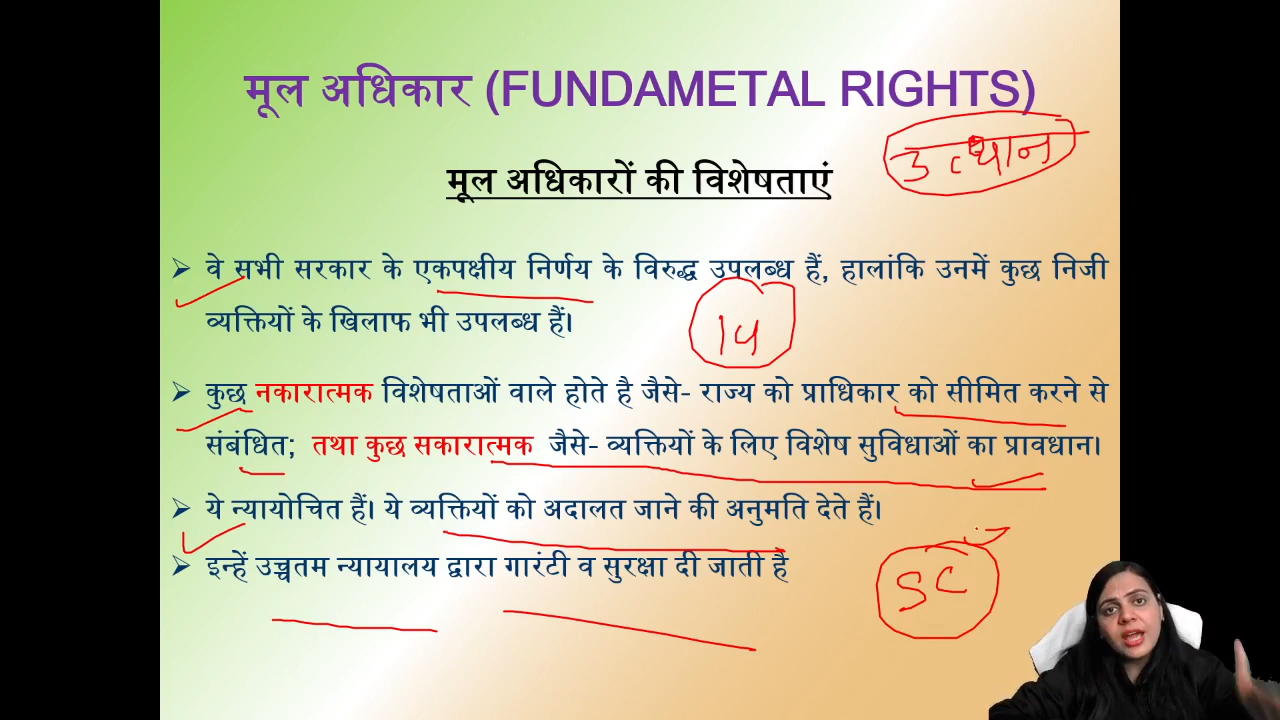 मूल अधिकार (FUNDAMETAL RIGHTS)
उत्थान
मूल अधिकारों की विशेषताएं
➢ वे सभी सरकार के एकपक्षीय निर्णय के विरुद्ध उपलब्ध हैं, हालांकि उनमें कुछ निजी
व्यक्तियों के खिलाफ भी उपलब्ध हैं।
14
➢ कुछ नकारात्मक विशेषताओं वाले होते है जैसे- राज्य को प्राधिकार को सीमित करने से
संबंधित; तथा कुछ सकारात्मक जैसे- व्यक्तियों के लिए विशेष सुविधाओं का प्रावधान।
➢ ये न्यायोचित हैं। ये व्यक्तियों को अदालत जाने की अनुमति देते हैं।
➢ इन्हें उच्चतम न्यायालय द्वारा गारंटी व सुरक्षा दी जाती है
SC